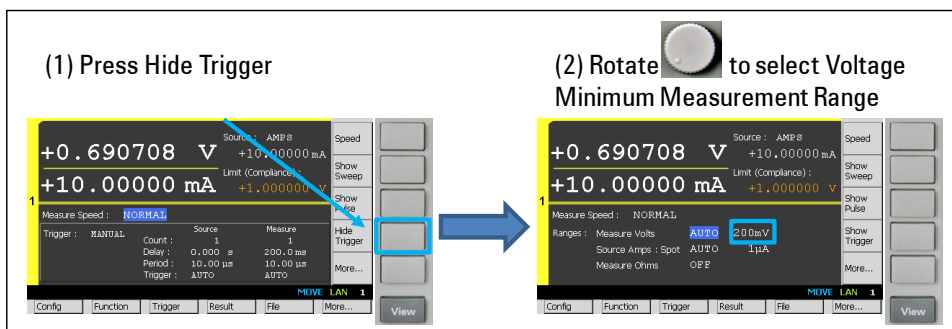 (1) Press Hide Trigger
+0.690708 V
Source : AMPS
+10.00000 mA
Limit (Compliance) :
+10.00000 mA
+1.000000 V
1
Measure Speed : NORMAL
Trigger : MANUAL
Source Measure
Count : 1 1
Delay : 0.000 s 200.0 ms
Period : 10.00 µs 10.00 µs
Trigger : AUTO AUTO
Speed
Show Sweep
Show Pulse
Hide Trigger
More...
MOVE LAN 1
Config Function Trigger Result File More...
View
(2) Rotate to select Voltage
Minimum Measurement Range
+0.690708 V
Source : AMPS
+10.00000 mA
Limit (Compliance) :
+10.00000 mA
+1.000000 V
1
Measure Speed : NORMAL
Ranges : Measure Volts AUTO 200mV
Source Amps : Spot AUTO 1µA
Measure Ohms OFF
Speed
Show Sweep
Show Pulse
Show Trigger
More...
MOVE LAN 1
Config Function Trigger Result File More...
View